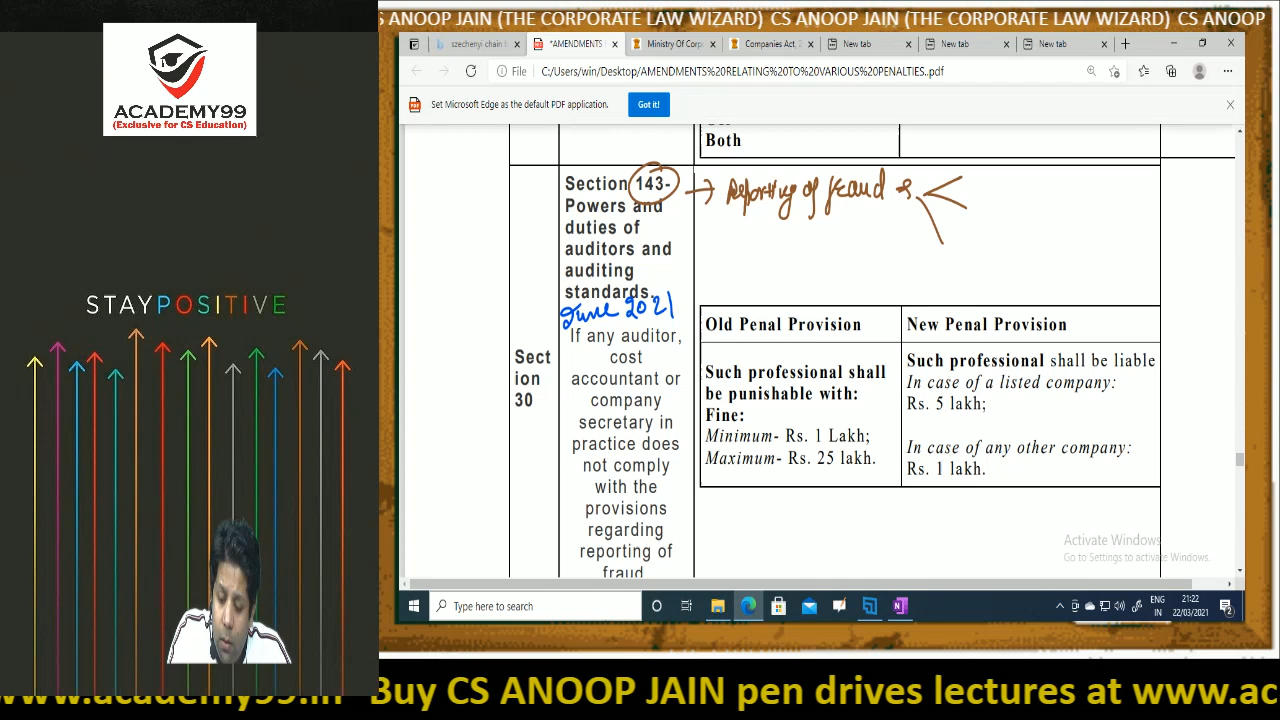 S ANOOP JAIN (THE CORPORATE LAW WIZARD) CS ANOOP JAIN (THE CORPORATE LAW WIZARD) CS ANOOP
ACADEMY99
(Exclusive for CS Education)
szechenyi chain
*AMENDMENTS
Ministry Of Corp
Companies Act, 2
New tab
New tab
New tab
File C:/Users/win/Desktop/AMENDMENTS%20RELATING%20TO%20VARIOUS%20PENALTIES..pdf
Set Microsoft Edge as the default PDF application.
Got it!
Both
Section 143-
Powers and
duties of
auditors and
auditing
standards.
→ Reporting of fraud
June 2021
Sect
ion
30
If any auditor,
cost
accountant or
company
secretary in
practice does
not comply
with the
provisions
regarding
reporting of
fraud
Old Penal Provision
Such professional shall
be punishable with:
Fine:
Minimum- Rs. 1 Lakh;
Maximum- Rs. 25 lakh.
New Penal Provision
Such professional shall be liable
In case of a listed company:
Rs. 5 lakh;
In case of any other company:
Rs. 1 lakh.
STAYPOSITIVE
Activate Windows
Go to Settings to activate Windows.
Type here to search
ENG
IN
21:22
22/03/2021
2
www.academy99.in Buy CS ANOOP JAIN pen drives lectures at www.ac